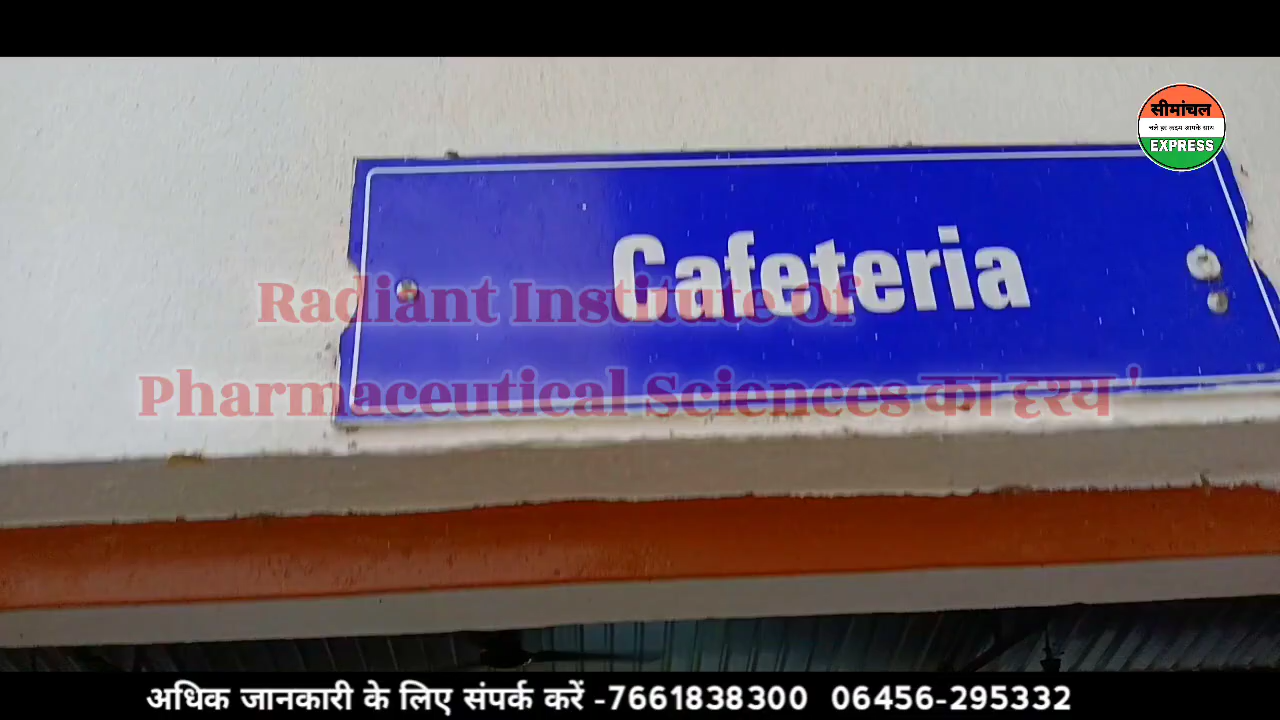 सीमांचल
EXPRESS
Cafeteria
Radiant Institute Of
Pharmaceutical Sciences का दृश्य '
अधिक जानकारी के लिए संपर्क करें -7661838300 06456-295332